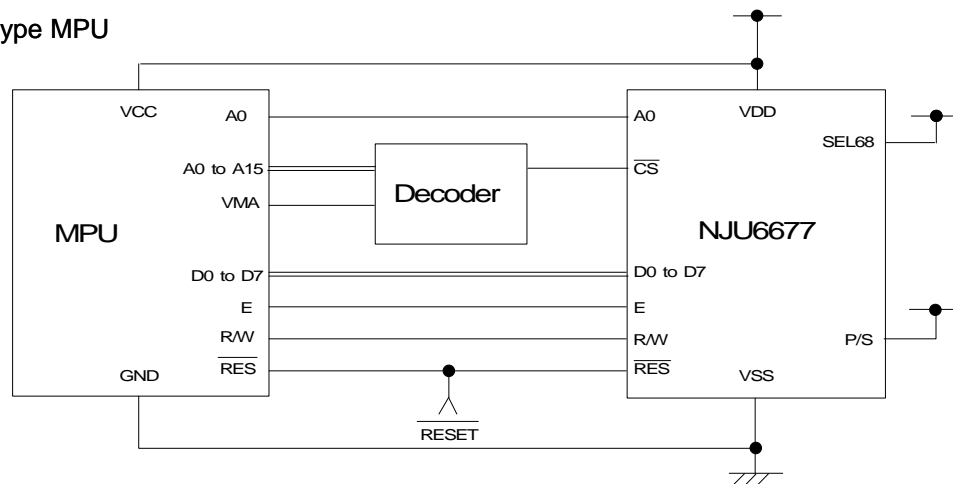 ype MPU
VCC
A0
A0 to A15
VMA
MPU
D0 to D7
E
R/W
RES
GND
Decoder
RESET
A0
VDD
SEL68
CS
NJU6677
D0 to D7
E
R/W
P/S
RES
VSS